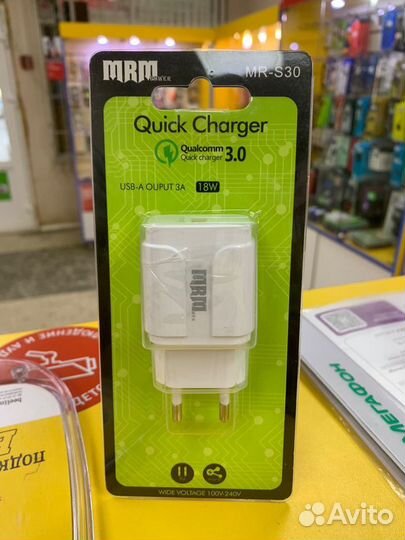 MRM
POWER
MR-S30
Quick Charger
Qualcomm
Quick charger 3.0
USB-A OUPUT 3A 18W
MRM
WIDE VOLTAGE 100V-240V
МЕГАФОН
Avito